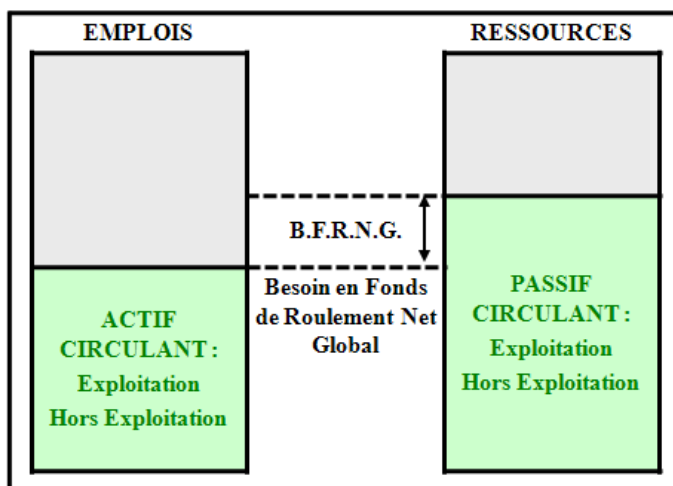 EMPLOIS
RESSOURCES
B.F.R.N.G.
Besoin en Fonds
de Roulement Net
Global
ACTIF
CIRCULANT :
Exploitation
Hors Exploitation
PASSIF
CIRCULANT :
Exploitation
Hors Exploitation